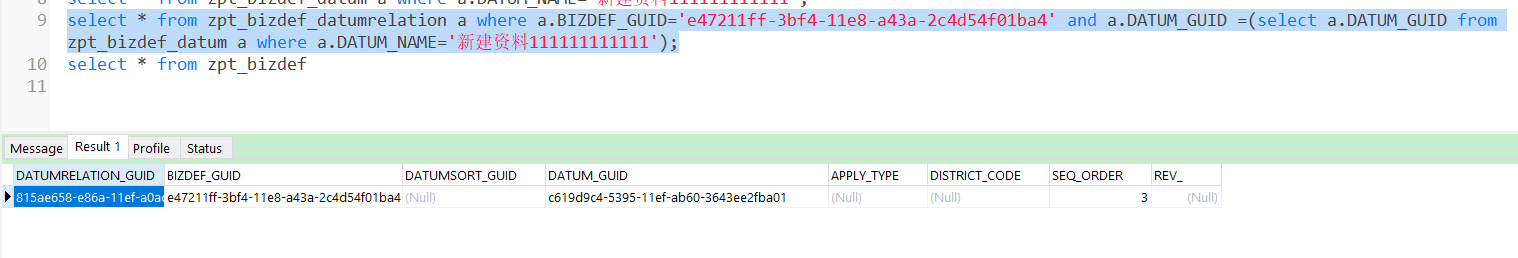 select * from zpt_bizdef_datum a where a.DATUM_NAME='新建资料111111111111';
9 select * from zpt_bizdef_datumrelation a where a.BIZDEF_GUID='e47211ff-3bf4-11e8-a43a-2c4d54f01ba4' and a.DATUM_GUID =(select a.DATUM_GUID from
zpt_bizdef_datum a where a.DATUM_NAME='新建资料111111111111');
10 select * from zpt_bizdef
11
Message Result 1 Profile Status
DATUMRELATION_GUID BIZDEF_GUID DATUMSORT_GUID DATUM_GUID APPLY_TYPE DISTRICT_CODE SEQ_ORDER REV_
815ae658-e86a-11ef-a0ac e47211ff-3bf4-11e8-a43a-2c4d54f01ba4 (Null) c619d9c4-5395-11ef-ab60-3643ee2fba01 (Null) (Null) 3 (Null)